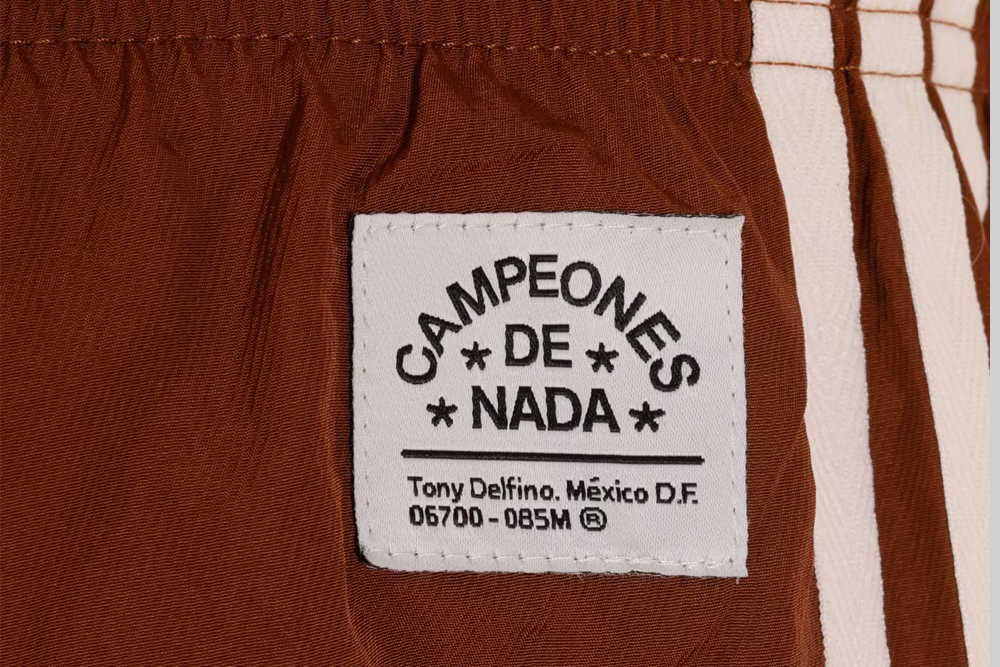 CAMPEONES
* DE *
* NADA *
Tony Delfino. México D.F.
06700-085M ®